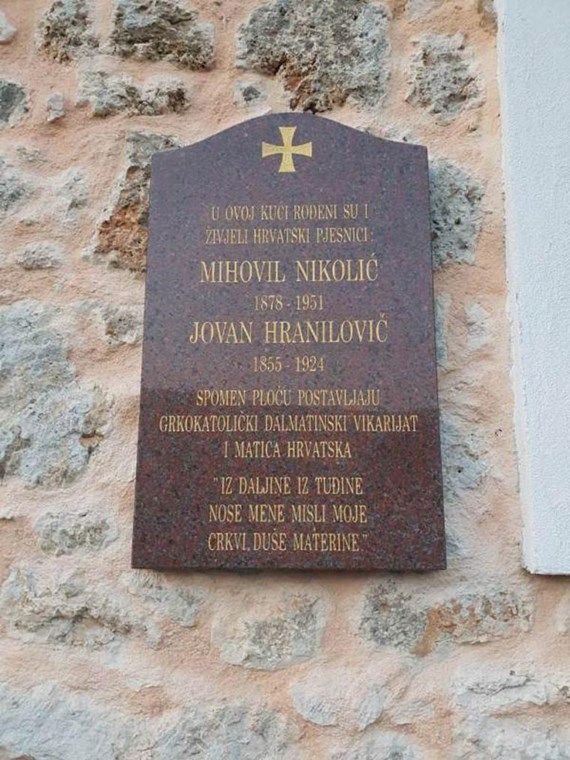 U OVOJ KUĆI ROĐENI SU I
ŽIVJELI HRVATSKI PJESNICI:
MIHOVIL NIKOLIĆ
1878 - 1951
JOVAN HRANILOVIČ
1855 - 1924
SPOMEN PLOČU POSTAVLJAJU
GRKOKATOLIČKI DALMATINSKI VIKARIJAT
I MATICA HRVATSKA
"IZ DALJINE IZ TUĐINE
NOSE MENE MISLI MOJE
CRKVI, DUŠE MATERINE."